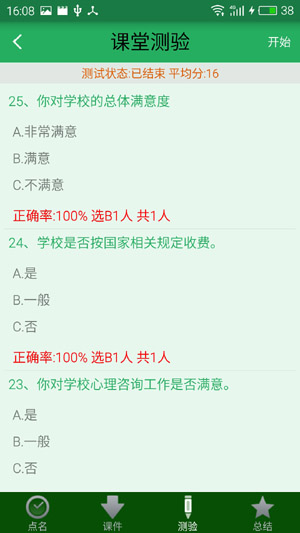 16:08
4G
38
课堂测验
开始
测试状态:已结束 平均分:16
25、你对学校的总体满意度
A.非常满意
B.满意
C.不满意
正确率:100% 选B1人 共1人
24、学校是否按国家相关规定收费。
A.是
B.一般
C.否
正确率:100% 选B1人 共1人
23、你对学校心理咨询工作是否满意。
A.是
B.一般
C.否
点名
课件
测验
总结